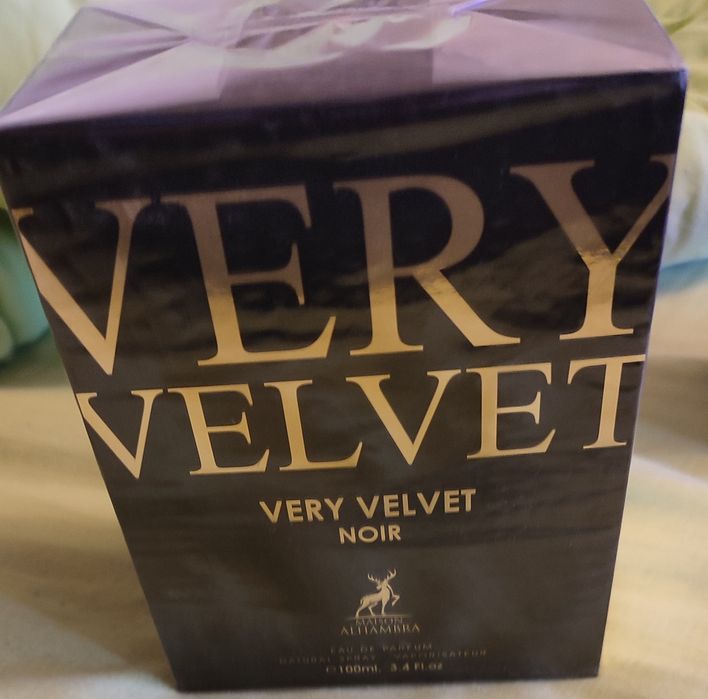 VERY
VELVET
VERY VELVET
NOIR
MAISON
ALHAMBRA
EAU DE PARFUM
NATURAL SPRAY - VAPORISATEUR
℮100ml, 3.4 Fl.oz